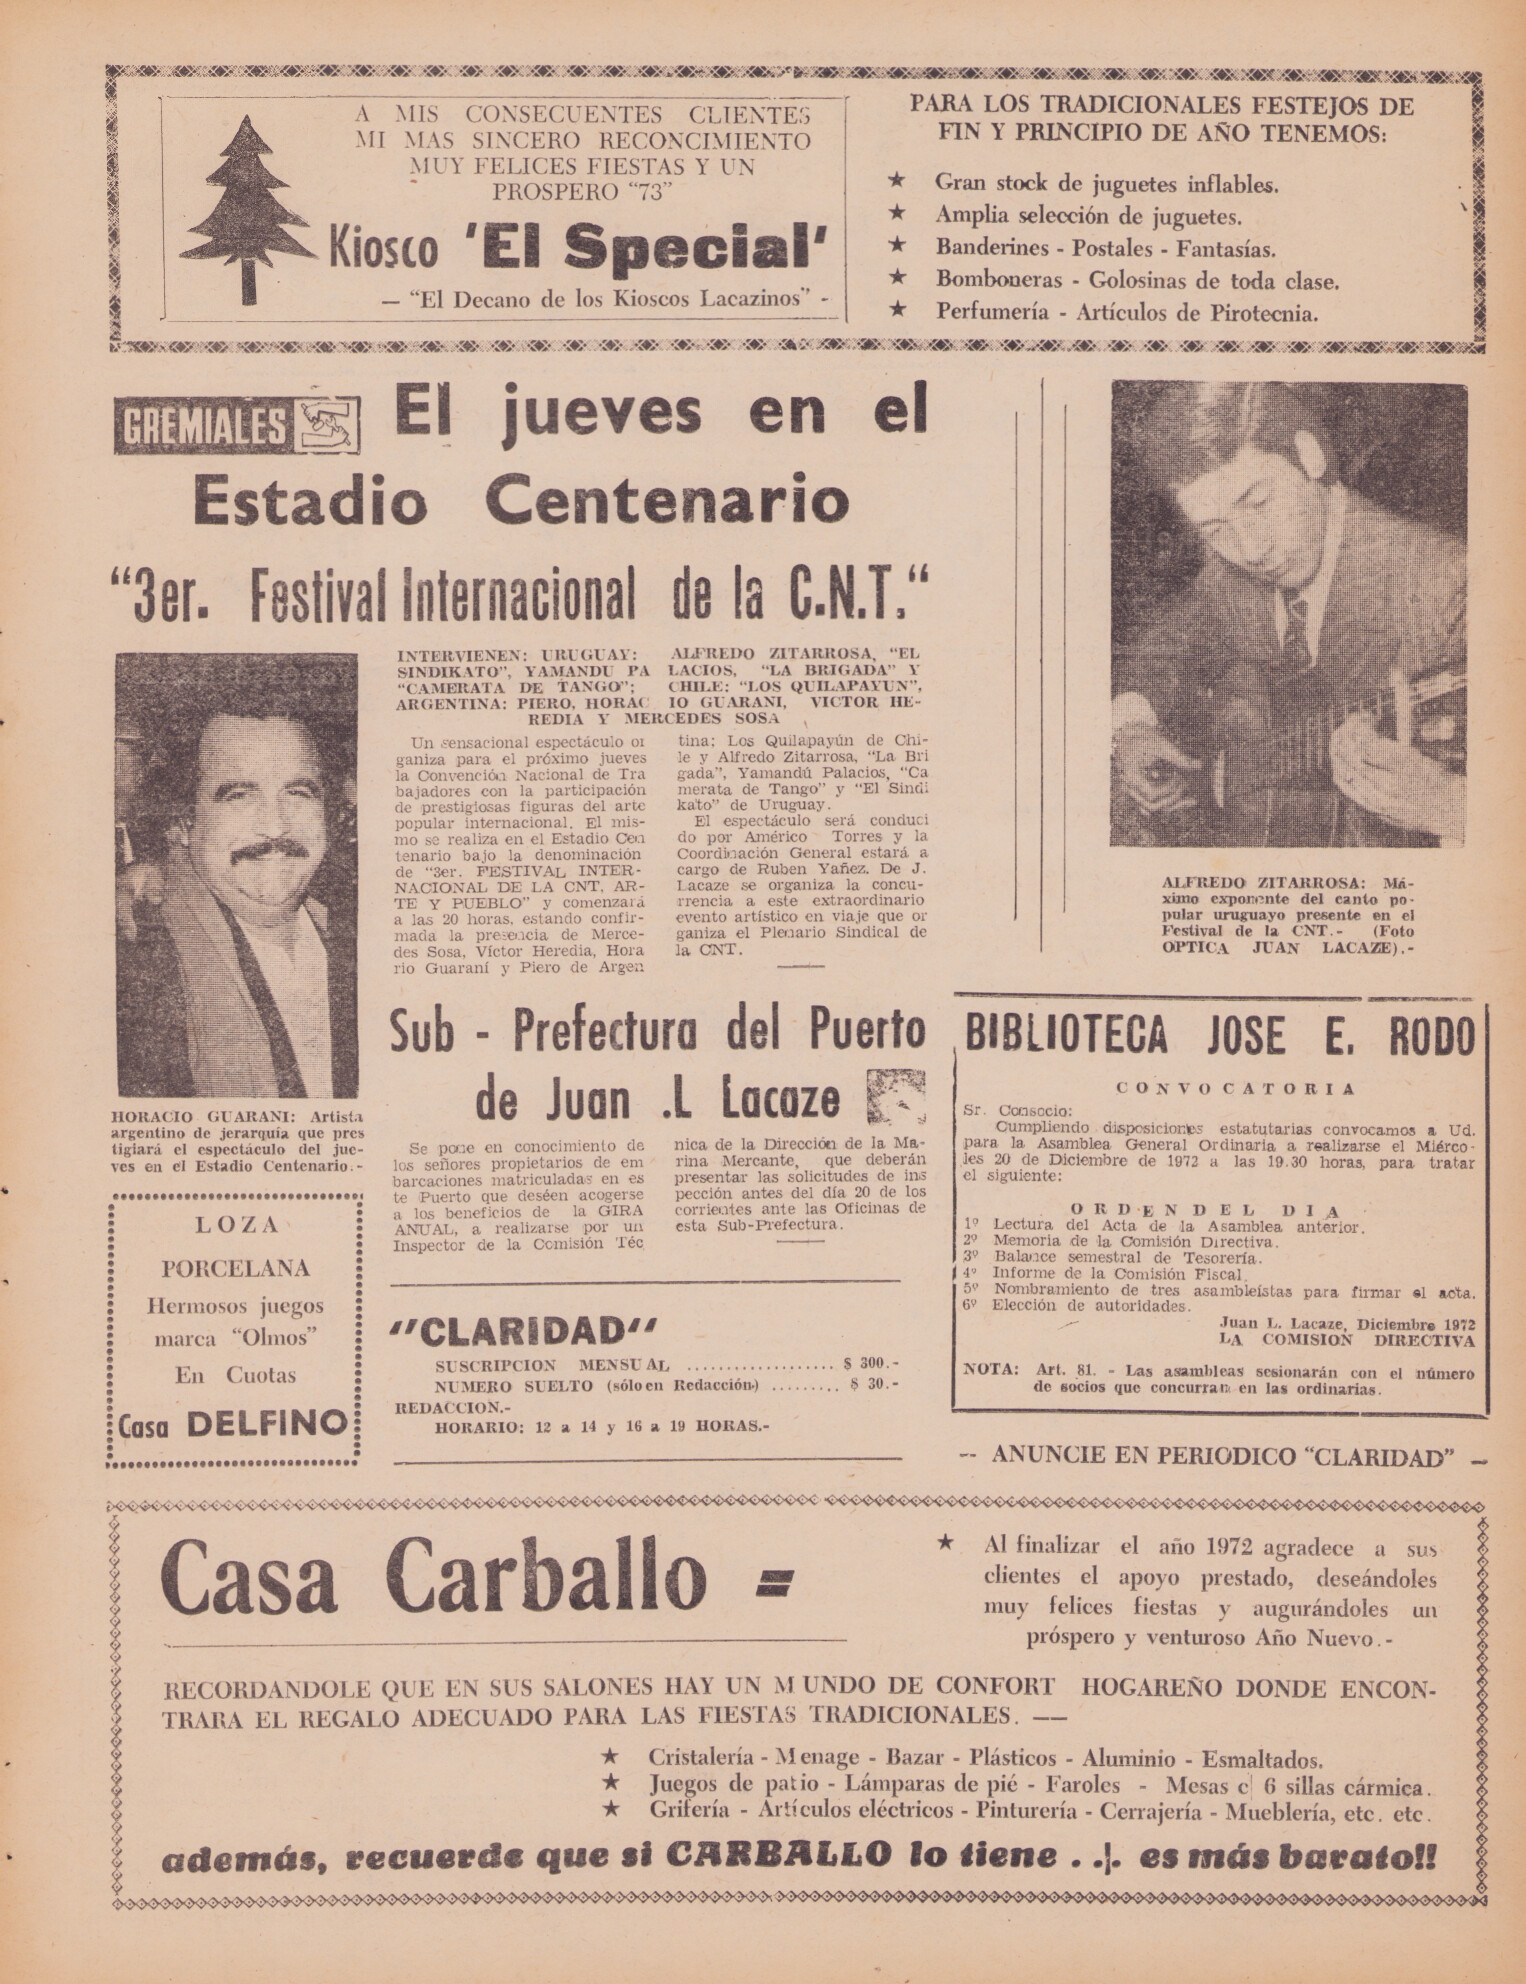 A MIS CONSECUENTES CLIENTES
MI MAS SINCERO RECONCIMIENTO
MUY FELICES FIESTAS Y UN
PROSPERO "73"
Kiosco 'El Special'
— "El Decano de los Kioscos Lacazinos" -
PARA LOS TRADICIONALES FESTEJOS DE
FIN Y PRINCIPIO DE AÑO TENEMOS:
★ Gran stock de juguetes inflables.
★ Amplia selección de juguetes.
★ Banderines - Postales - Fantasías.
★ Bomboneras - Golosinas de toda clase.
★ Perfumería - Artículos de Pirotecnia.
GREMIALES
El jueves en el
Estadio Centenario
"3er. Festival Internacional de la C.N.T."
INTERVIENEN: URUGUAY: ALFREDO ZITARROSA, "EL
SINDIKATO", YAMANDU PA LACIOS, "LA BRIGADA" Y
"CAMERATA DE TANGO"; CHILE: "LOS QUILAPAYUN",
ARGENTINA: PIERO, HORAC IO GUARANI, VICTOR HE-
REDIA Y MERCEDES SOSA
Un sensacional espectáculo or
ganiza para el próximo jueves
la Convención Nacional de Tra
bajadores con la participación
de prestigiosas figuras del arte
popular internacional. El mis-
mo se realiza en el Estadio Cen
tenario bajo la denominación
de "3er. FESTIVAL INTER-
NACIONAL DE LA CNT, AR-
TE Y PUEBLO" y comenzará
a las 20 horas, estando confir-
mada la presencia de Merce-
des Sosa, Víctor Heredia, Hora
rio Guaraní y Piero de Argen
tina; Los Quilapayún de Chi-
le y Alfredo Zitarrosa, "La Bri
gada", Yamandú Palacios, "Ca
merata de Tango" y "El Sindi
kato" de Uruguay.
El espectáculo será conduci
do por Américo Torres y la
Coordinación General estará a
cargo de Ruben Yañez. De J.
Lacaze se organiza la concu-
rrencia a este extraordinario
evento artístico en viaje que or
ganiza el Plenario Sindical de
la CNT.
ALFREDO ZITARROSA: Má-
ximo exponente del canto po-
pular uruguayo presente en el
Festival de la CNT.- (Foto
OPTICA JUAN LACAZE).-
HORACIO GUARANI: Artista
argentino de jerarquía que pres
tigiará el espectáculo del jue-
ves en el Estadio Centenario.-
Sub - Prefectura del Puerto
de Juan .L Lacaze
Se pone en conocimiento de
los señores propietarios de em
barcaciones matriculadas en es
te Puerto que deséen acogerse
a los beneficios de la GIRA
ANUAL, a realizarse por un
Inspector de la Comisión Téc
nica de la Dirección de la Ma-
rina Mercante, que deberán
presentar las solicitudes de ins
pección antes del día 20 de los
corrientes ante las Oficinas de
esta Sub-Prefectura.
BIBLIOTECA JOSE E. RODO
CONVOCATORIA
Sr. Consocio:
Cumpliendo disposiciones estatutarias convocamos a Ud.
para la Asamblea General Ordinaria a realizarse el Miérco-
les 20 de Diciembre de 1972 a las 19.30 horas, para tratar
el siguiente:
ORDEN DEL DIA
1º Lectura del Acta de la Asamblea anterior.
2º Memoria de la Comisión Directiva.
3º Balance semestral de Tesorería.
4º Informe de la Comisión Fiscal.
5º Nombramiento de tres asambleístas para firmar el acta.
6º Elección de autoridades.
Juan L. Lacaze, Diciembre 1972
LA COMISION DIRECTIVA
NOTA: Art. 81. - Las asambleas sesionarán con el número
de socios que concurran en las ordinarias.
LOZA
PORCELANA
Hermosos juegos
marca "Olmos"
En Cuotas
Casa DELFINO
"CLARIDAD"
SUSCRIPCION MENSUAL ................... $ 300.-
NUMERO SUELTO (sólo en Redacción) ......... $ 30.-
REDACCION.-
HORARIO: 12 a 14 y 16 a 19 HORAS.-
-- ANUNCIE EN PERIODICO "CLARIDAD" —
Casa Carballo =
★ Al finalizar el año 1972 agradece a sus
clientes el apoyo prestado, deseándoles
muy felices fiestas y augurándoles un
próspero y venturoso Año Nuevo.-
RECORDANDOLE QUE EN SUS SALONES HAY UN MUNDO DE CONFORT HOGAREÑO DONDE ENCON-
TRARA EL REGALO ADECUADO PARA LAS FIESTAS TRADICIONALES. ——
★ Cristalería - Menage - Bazar - Plásticos - Aluminio - Esmaltados.
★ Juegos de patio - Lámparas de pié - Faroles - Mesas c| 6 sillas cármica.
★ Grifería - Artículos eléctricos - Pinturería - Cerrajería - Mueblería, etc. etc.
además, recuerde que si CARBALLO lo tiene . .|. es más barato!!